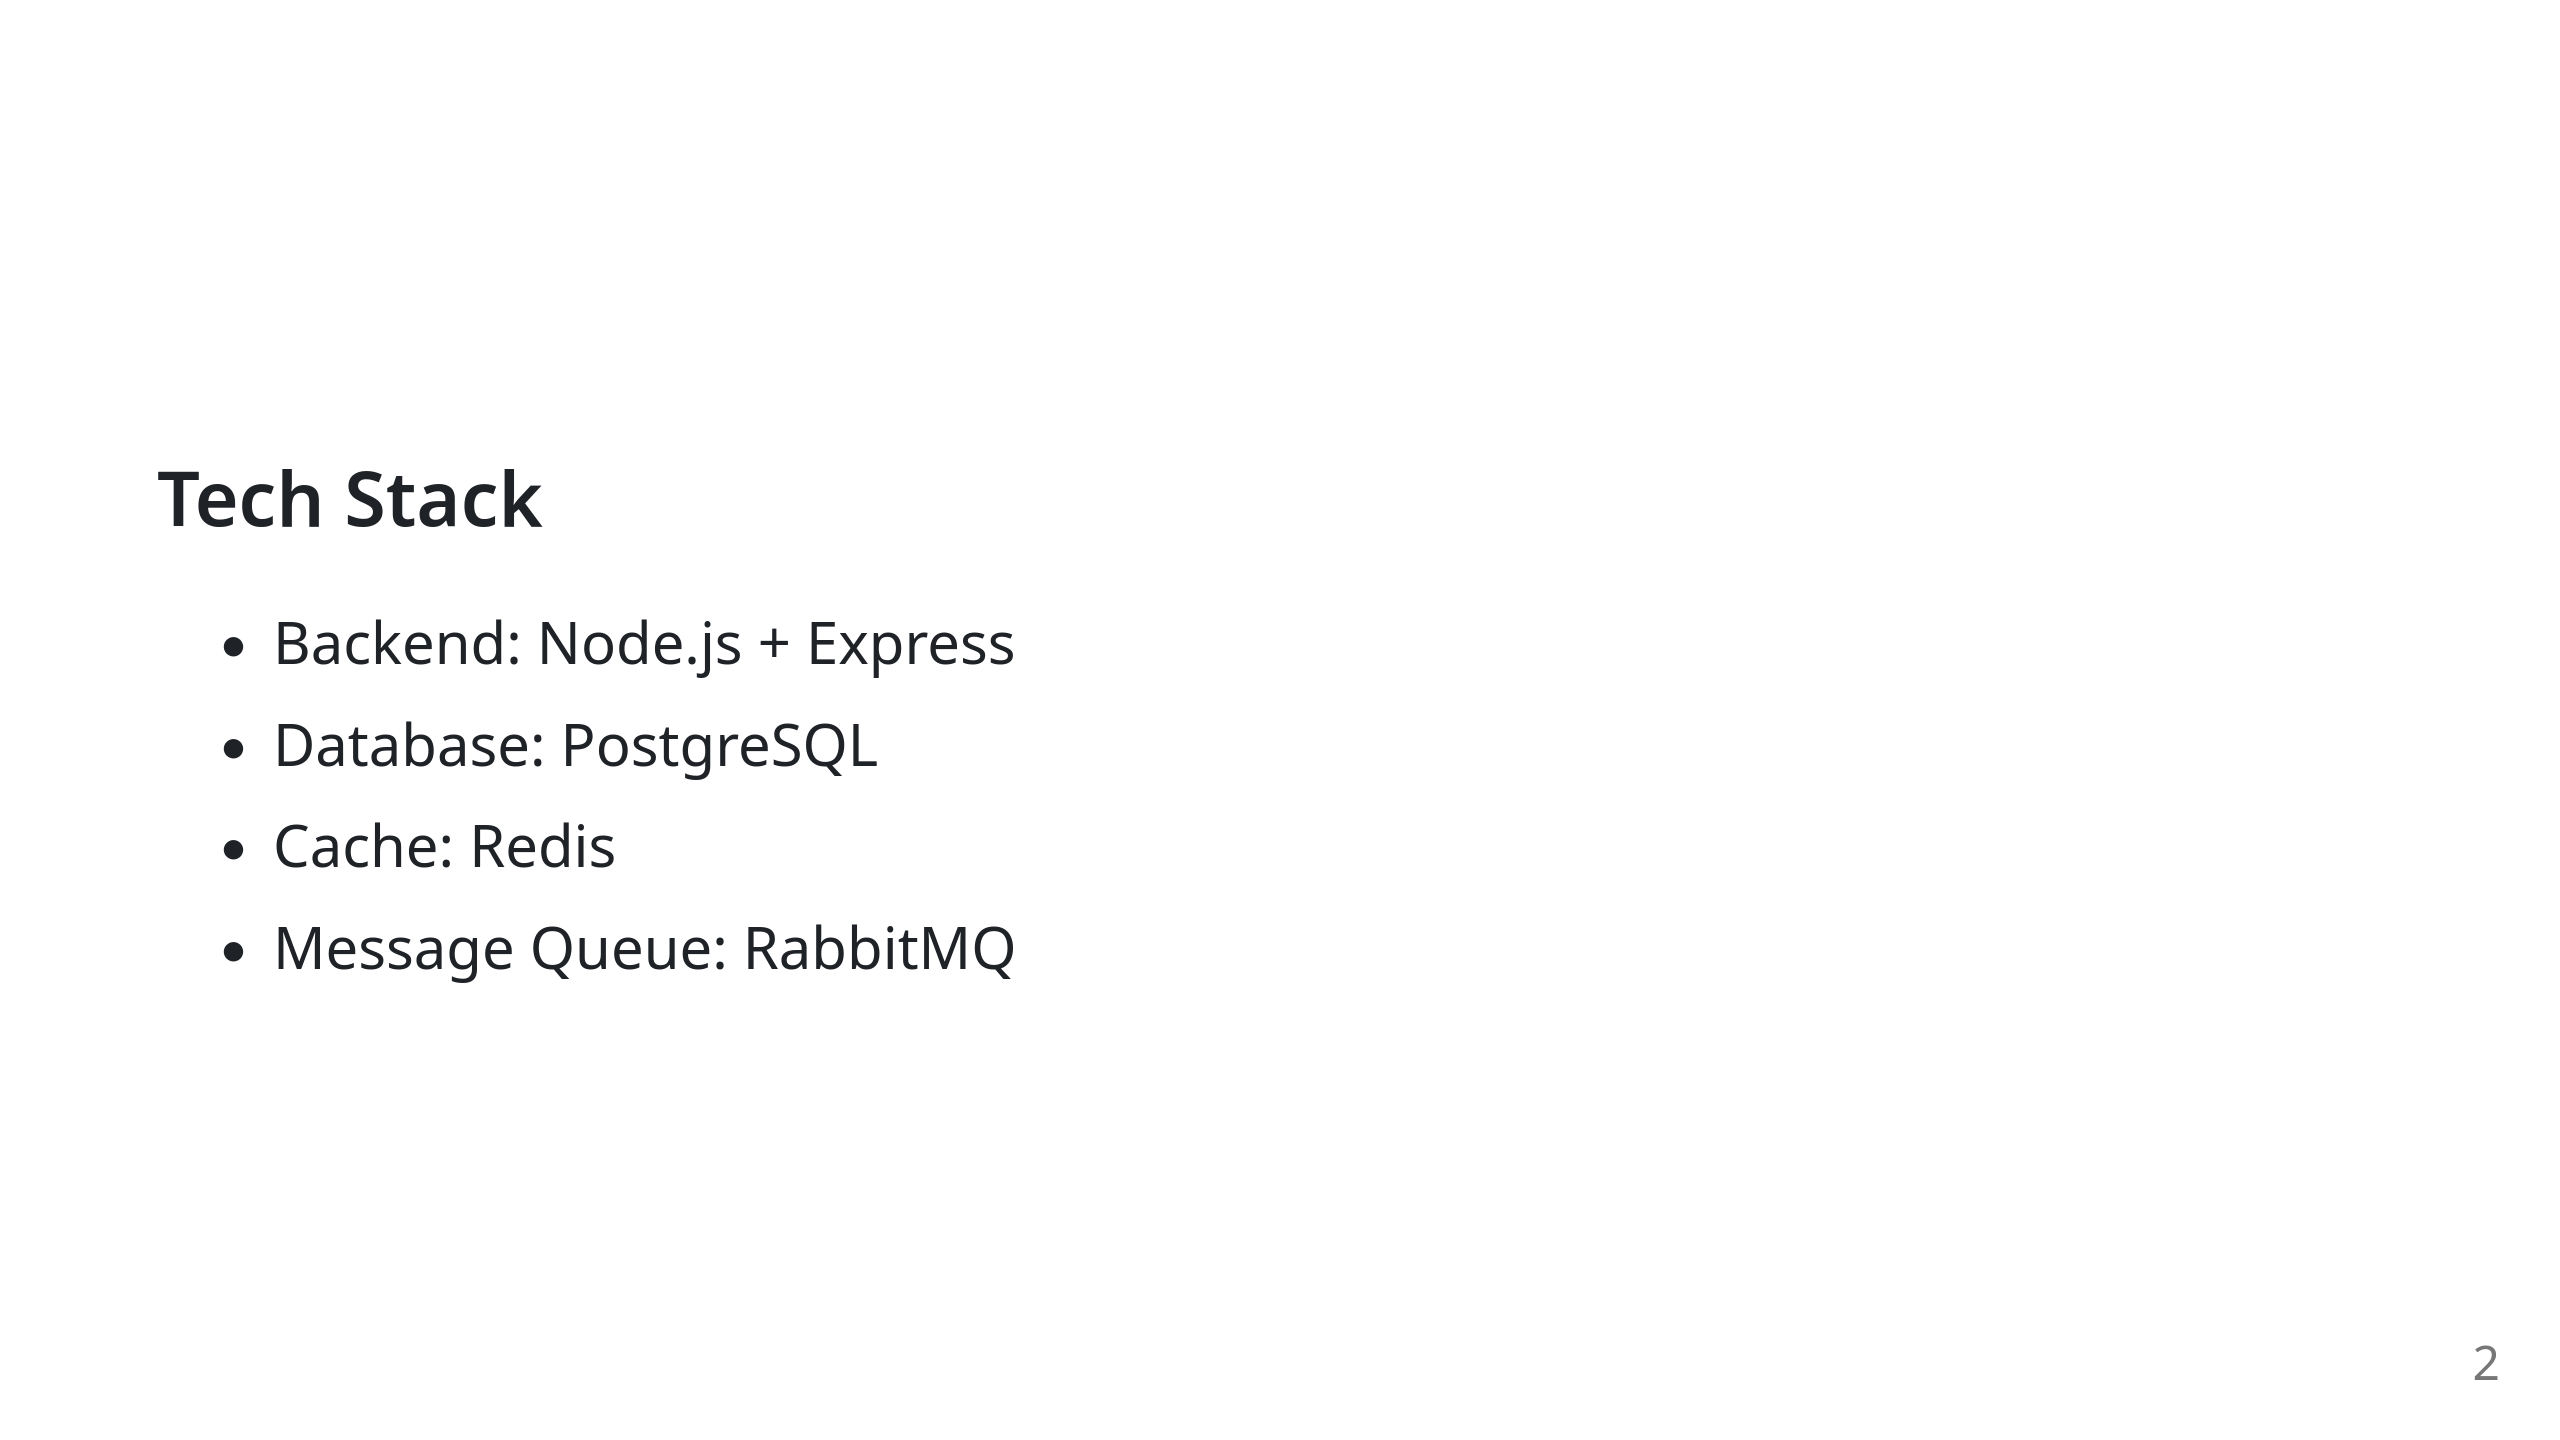 Tech Stack
• Backend: Node.js + Express
• Database: PostgreSQL
• Cache: Redis
• Message Queue: RabbitMQ
2